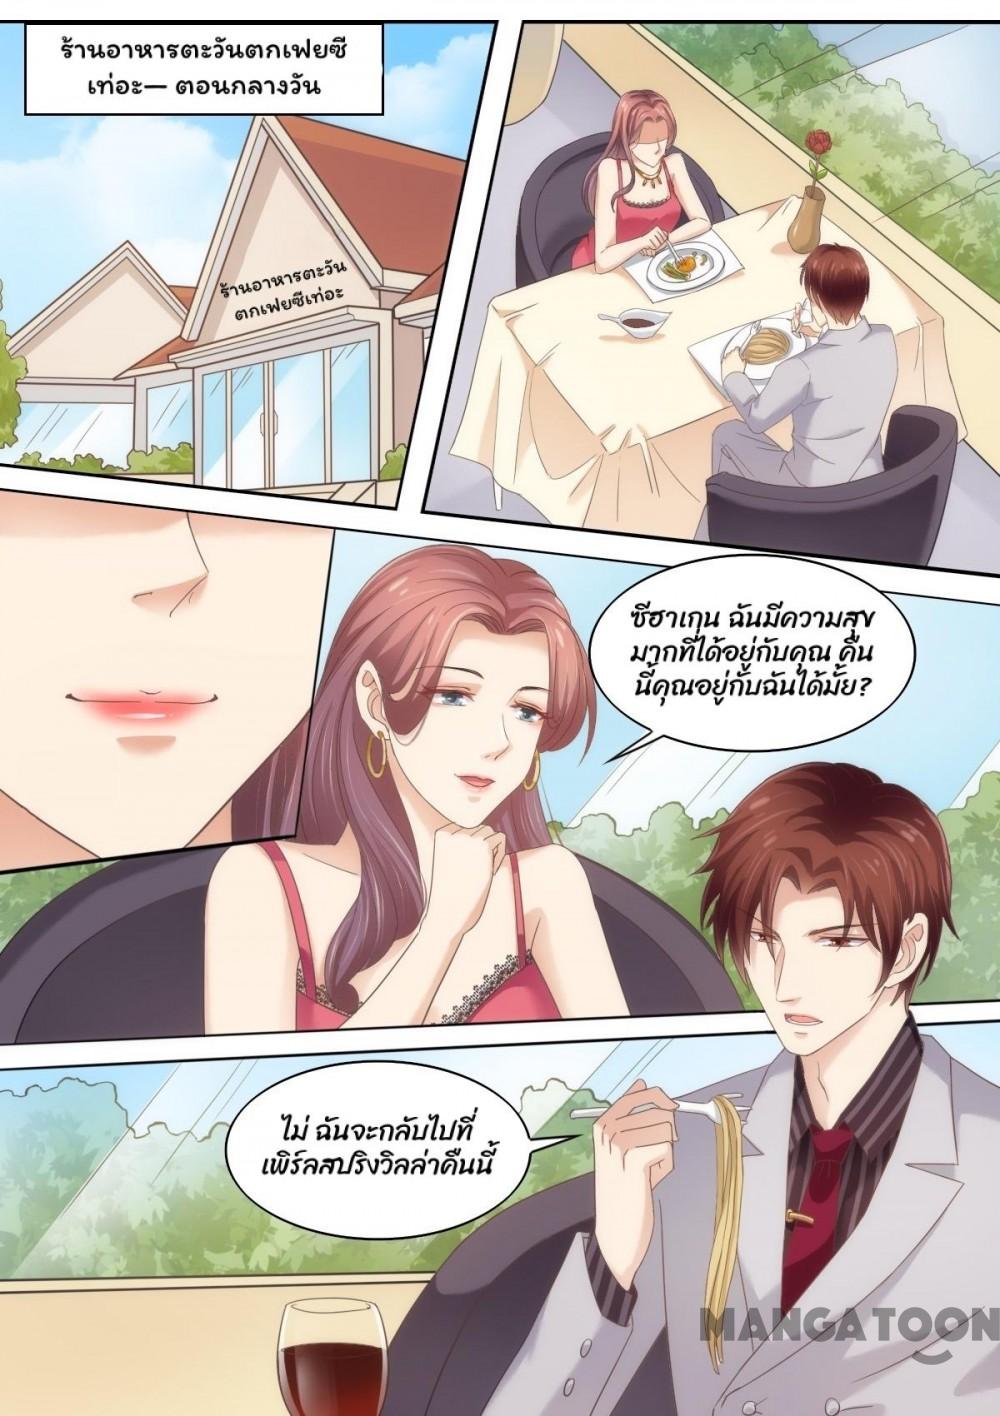 ร้านอาหารตะวันตกเฟยซี
เท่อะ— ตอนกลางวัน
ร้านอาหารตะวัน
ตกเฟยซีเท่อะ
ซีฮาเกน ฉันมีความสุข
มากที่ได้อยู่กับคุณ คืน
นี้คุณอยู่กับฉันได้มั้ย?
ไม่ ฉันจะกลับไปที่
เพิร์ลสปริงวิลล่าคืนนี้
MANGATOON